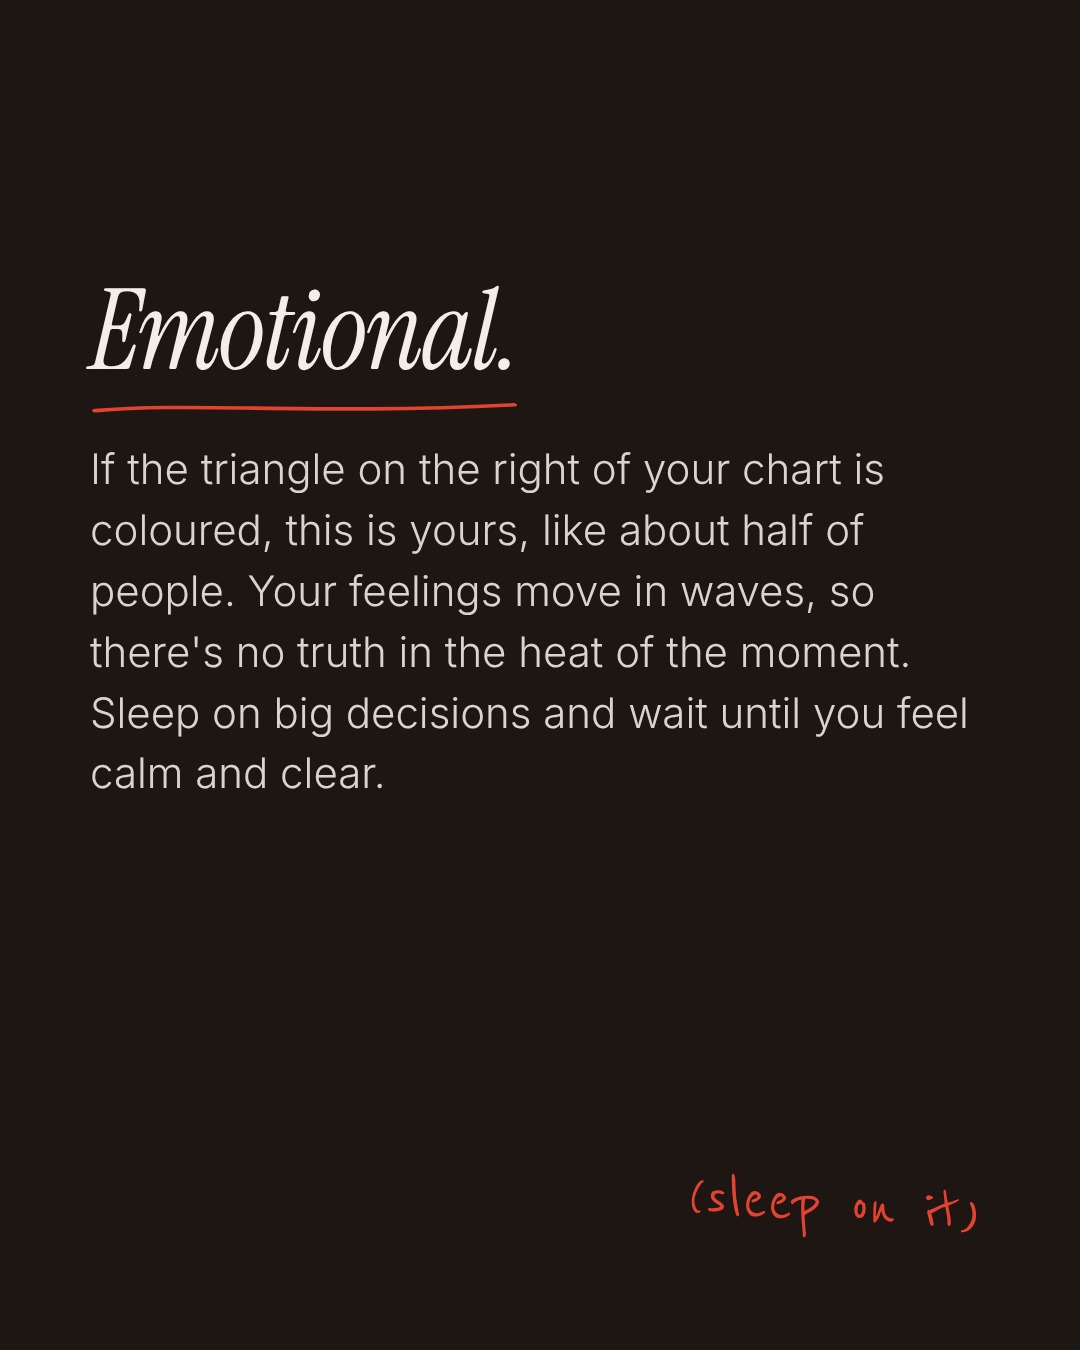 Emotional.
If the triangle on the right of your chart is
coloured, this is yours, like about half of
people. Your feelings move in waves, so
there's no truth in the heat of the moment.
Sleep on big decisions and wait until you feel
calm and clear.
(sleep on it)